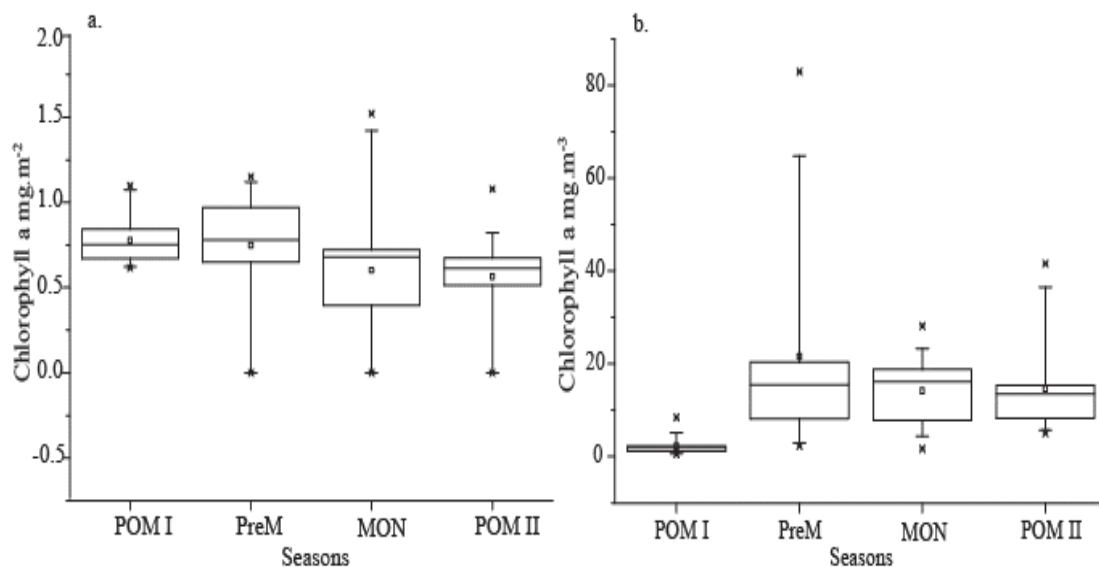 a.
Chlorophyll a mg.m⁻²
2.0
1.5
1.0
0.5
0.0
-0.5
POM I PreM MON POM II
Seasons
b.
Chlorophyll a mg.m⁻³
80
60
40
20
0
POM I PreM MON POM II
Seasons